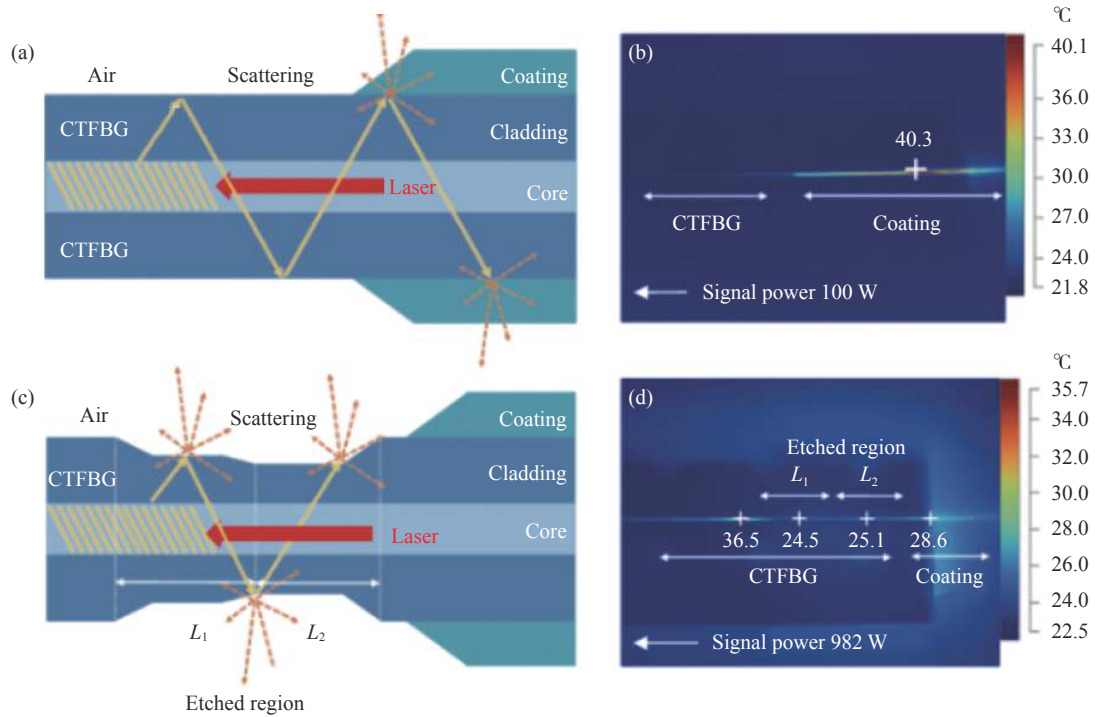 (a)
Air
Scattering
Coating
CTFBG
Cladding
Laser
Core
CTFBG
(b)
40.3
CTFBG
Coating
Signal power 100 W
℃
40.1
36.0
33.0
30.0
27.0
24.0
21.8
(c)
Air
Scattering
Coating
CTFBG
Cladding
Laser
Core
L₁
L₂
Etched region
(d)
Etched region
L₁
L₂
36.5
24.5
25.1
28.6
CTFBG
Coating
Signal power 982 W
℃
35.7
34.0
32.0
30.0
28.0
26.0
24.0
22.5